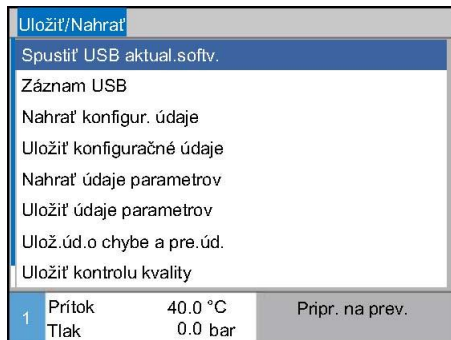 Uložiť/Nahrať
Spustiť USB aktual.softv.
Záznam USB
Nahrať konfigur. údaje
Uložiť konfiguračné údaje
Nahrať údaje parametrov
Uložiť údaje parametrov
Ulož.úd.o chybe a pre.úd.
Uložiť kontrolu kvality
1 Prítok 40.0 °C Pripr. na prev.
Tlak 0.0 bar